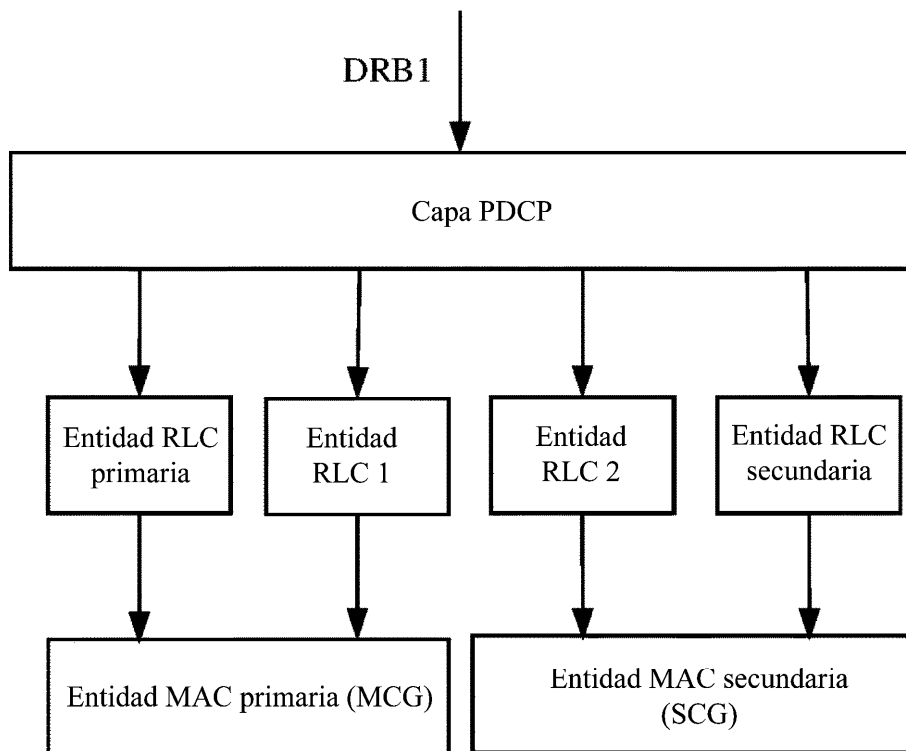 DRB1
Capa PDCP
Entidad RLC
primaria
Entidad
RLC 1
Entidad
RLC 2
Entidad RLC
secundaria
Entidad MAC primaria (MCG)
Entidad MAC secundaria
(SCG)